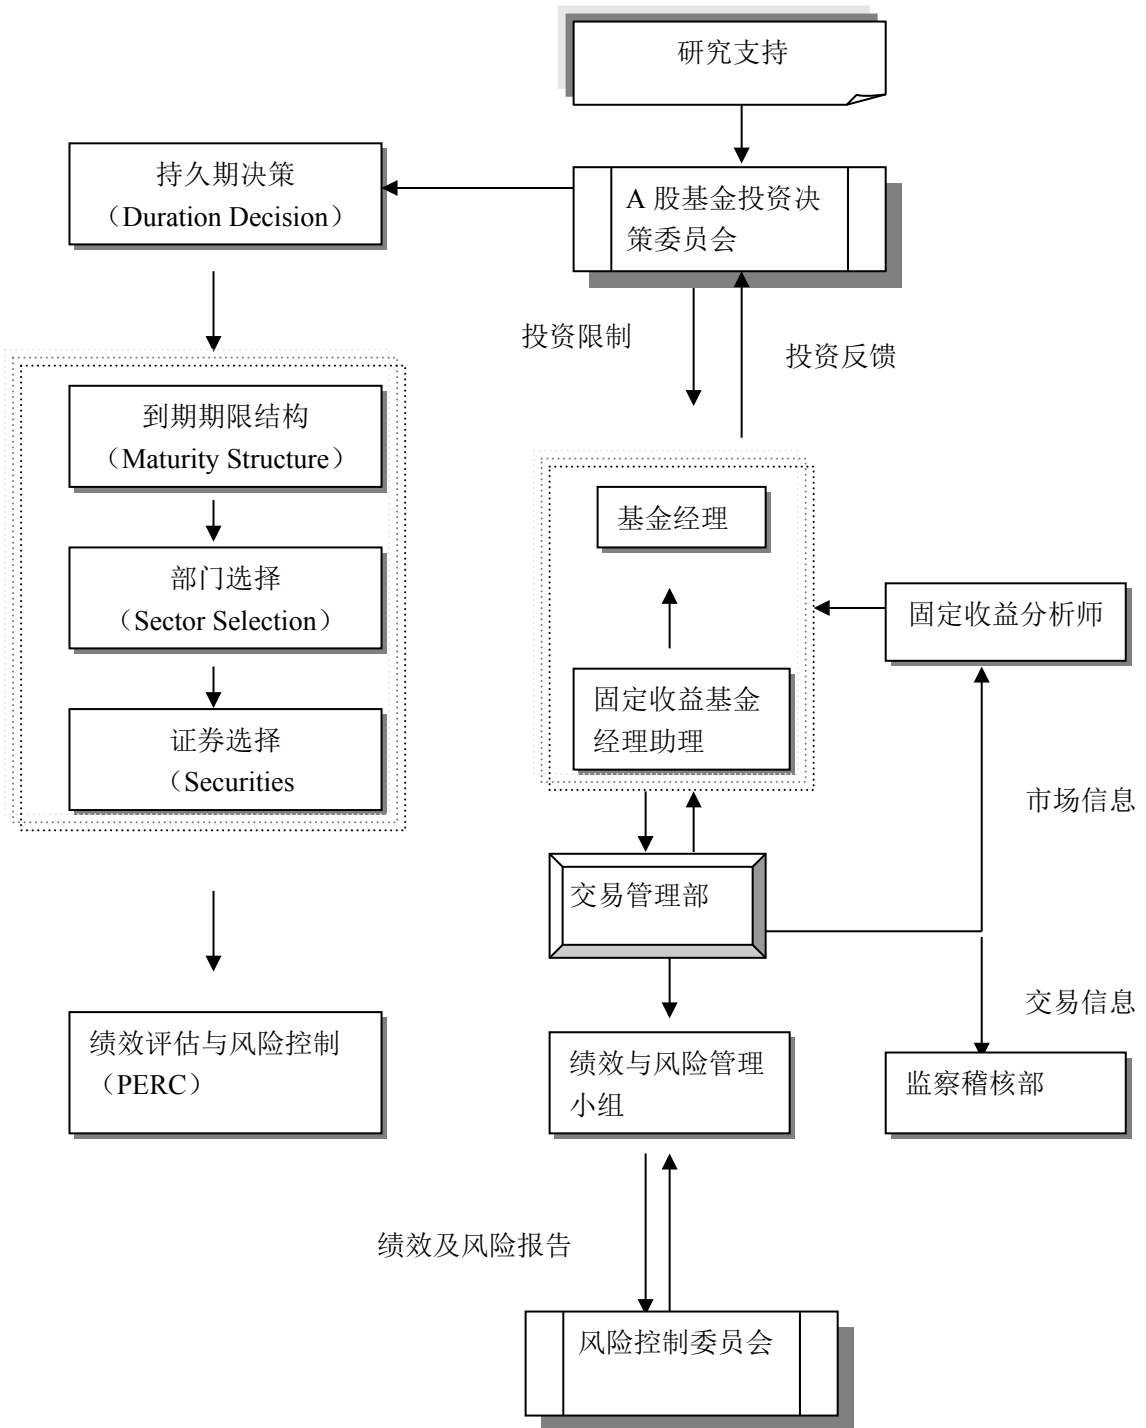 研究支持
持久期决策
（Duration Decision）
A 股基金投资决
策委员会
投资限制
投资反馈
到期期限结构
（Maturity Structure）
基金经理
部门选择
（Sector Selection）
固定收益分析师
固定收益基金
经理助理
证券选择
（Securities
市场信息
交易管理部
交易信息
绩效评估与风险控制
（PERC）
绩效与风险管理
小组
监察稽核部
绩效及风险报告
风险控制委员会